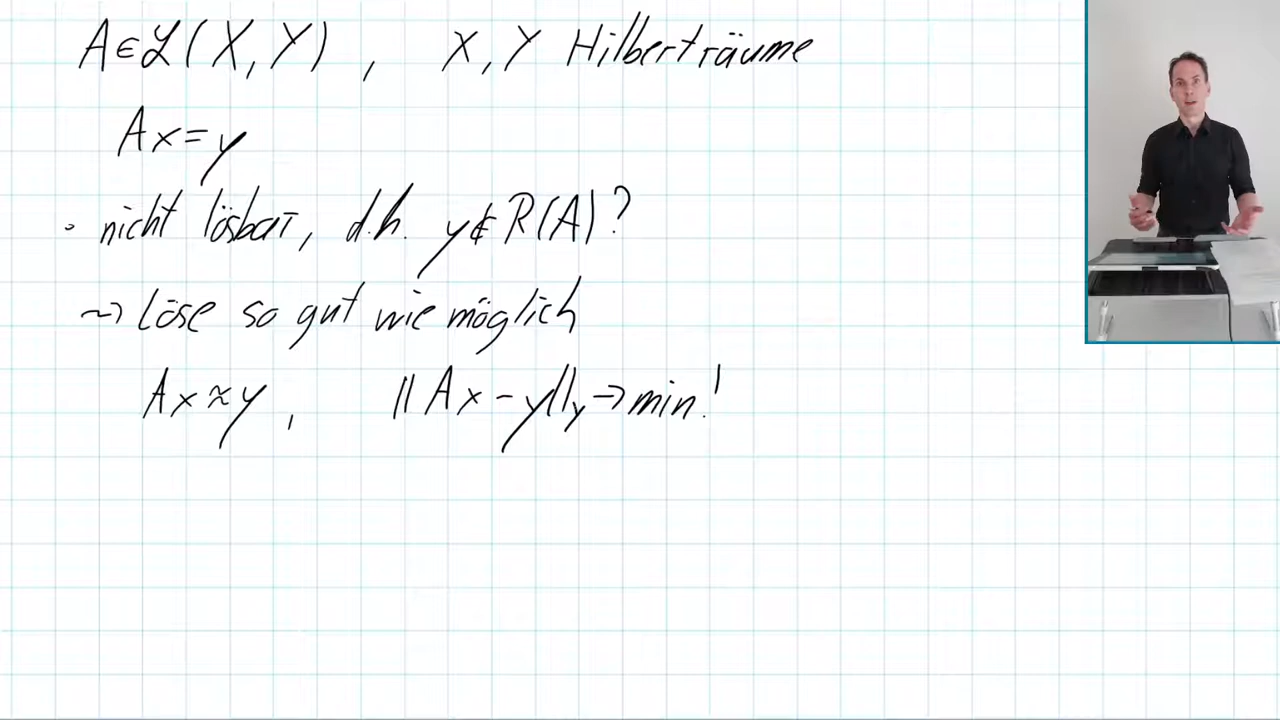 A ∈ ℒ(X, Y) , X, Y Hilberträume
Ax = y
• nicht lösbar, d.h. y ∉ R(A)?
⇝ Löse so gut wie möglich
Ax ≈ y , ||Ax - y||_Y → min!